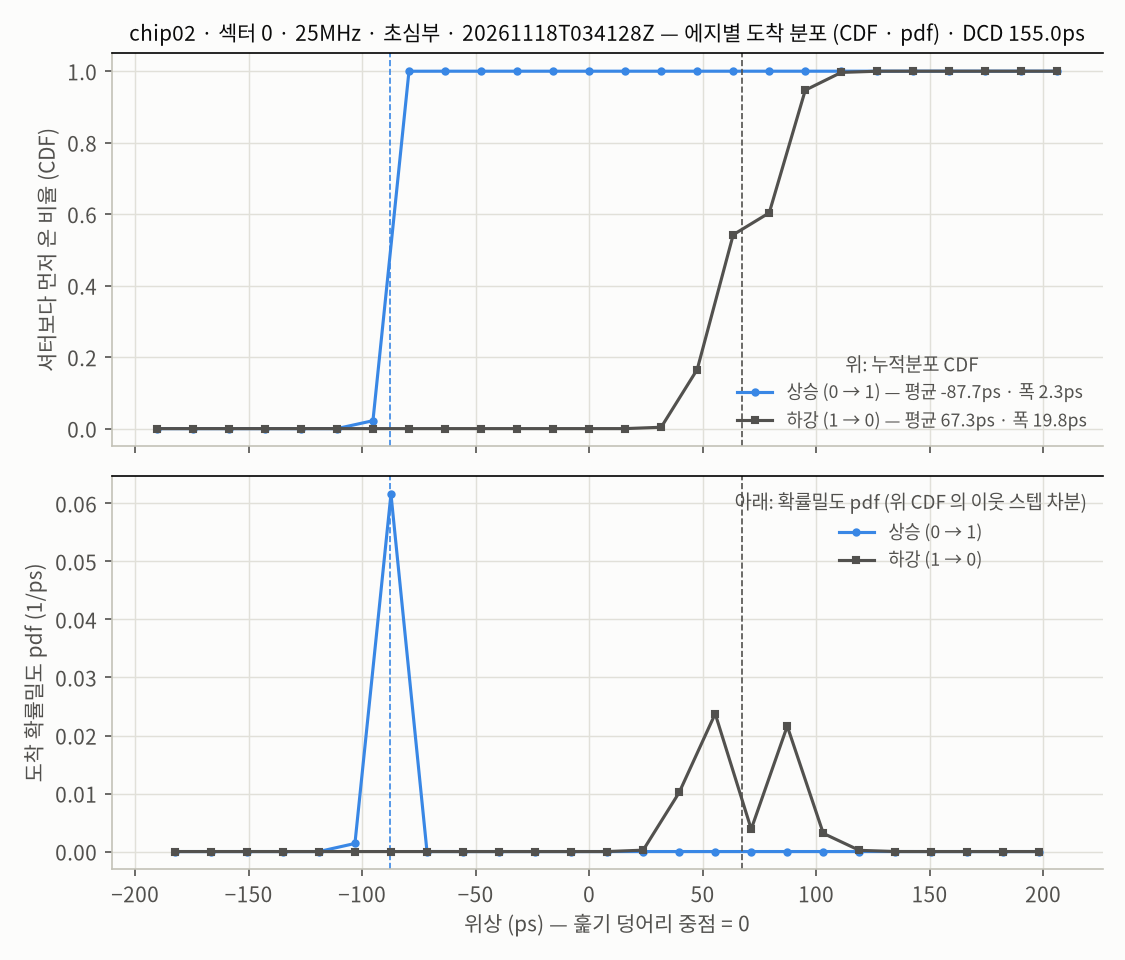 chip02 · 섹터 0 · 25MHz · 초심부 · 20261118T034128Z — 에지별 도착 분포 (CDF · pdf) · DCD 155.0ps
셔터보다 먼저 온 비율 (CDF)
1.0
0.8
0.6
0.4
0.2
0.0
위: 누적분포 CDF
상승 (0 → 1) — 평균 -87.7ps · 폭 2.3ps
하강 (1 → 0) — 평균 67.3ps · 폭 19.8ps
도착 확률밀도 pdf (1/ps)
0.06
0.05
0.04
0.03
0.02
0.01
0.00
아래: 확률밀도 pdf (위 CDF 의 이웃 스텝 차분)
상승 (0 → 1)
하강 (1 → 0)
−200 −150 −100 −50 0 50 100 150 200
위상 (ps) — 훑기 덩어리 중점 = 0